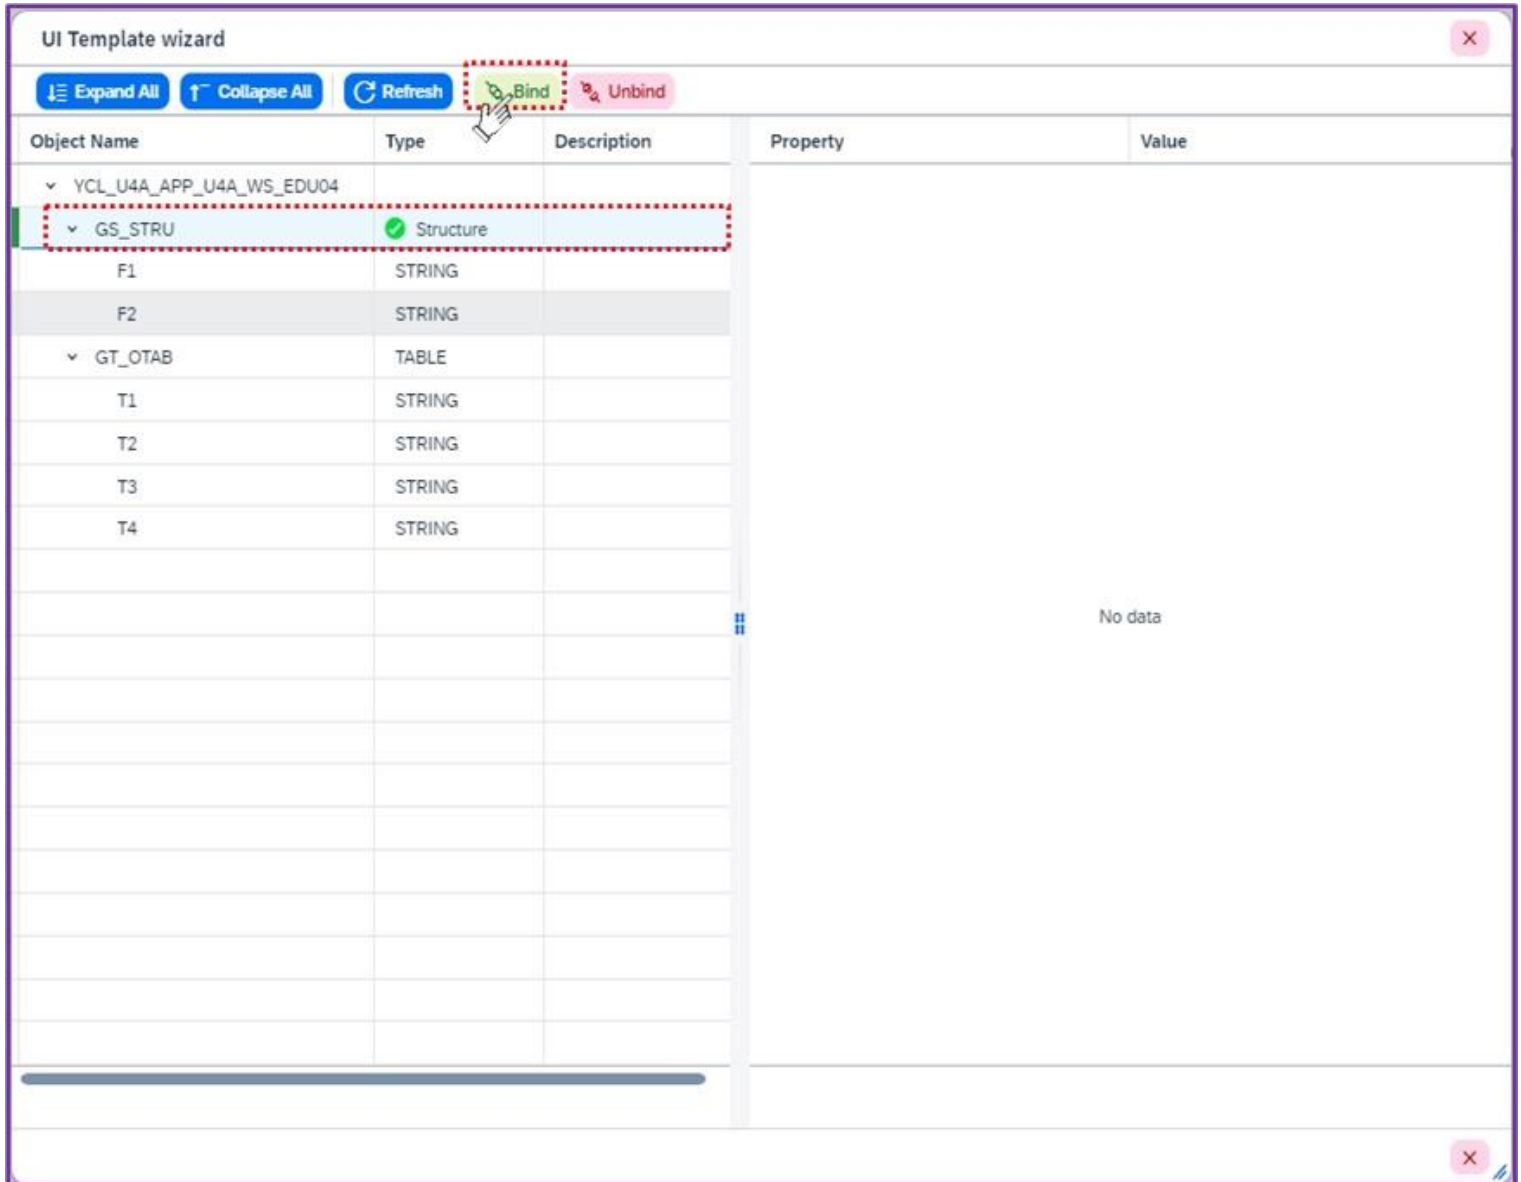 UI Template wizard
Expand All Collapse All Refresh Bind Unbind
Object Name Type Description Property Value
YCL_U4A_APP_U4A_WS_EDU04
GS_STRU Structure
F1 STRING
F2 STRING
GT_OTAB TABLE
T1 STRING
T2 STRING
T3 STRING
T4 STRING
No data